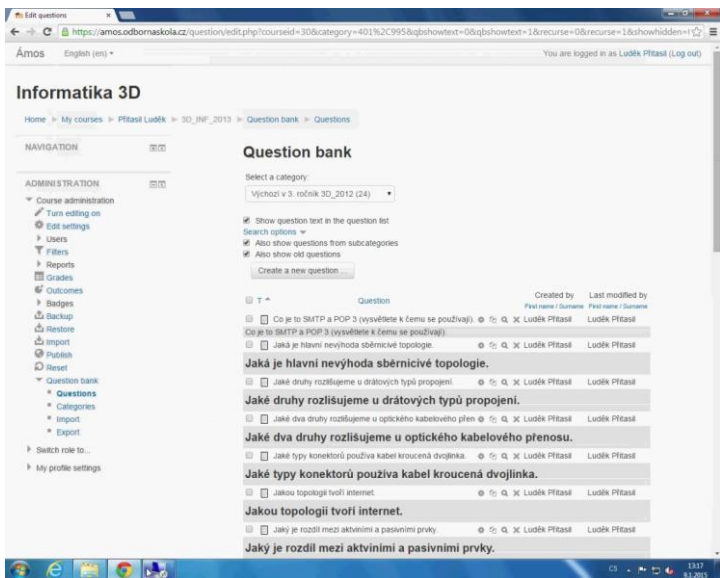 Edit questions
https://amos.odbornaskola.cz/question/edit.php?courseid=30&category=401%2C995&qbshowtext=0&qbshowtext=1&recurse=0&recurse=1&showhidden=
Ámos English (en) You are logged in as Luděk Přitasil (Log out)
Informatika 3D
Home My courses Přitasil Luděk 3D_INF_2013 Question bank Questions
NAVIGATION
ADMINISTRATION
Course administration
Turn editing on
Edit settings
Users
Filters
Reports
Grades
Outcomes
Badges
Backup
Restore
Import
Publish
Reset
Question bank
Questions
Categories
Import
Export
Switch role to...
My profile settings
Question bank
Select a category:
Výchozí v 3. ročník 3D_2012 (24)
Show question text in the question list
Search options
Also show questions from subcategories
Also show old questions
Create a new question ...
T Question Created by Last modified by
First name / Surname First name / Surname
Co je to SMTP a POP 3 (vysvětlete k čemu se používají). Luděk Přitasil Luděk Přitasil
Co je to SMTP a POP 3 (vysvětlete k čemu se používají).
Jaká je hlavní nevýhoda sběrnicivé topologie. Luděk Přitasil Luděk Přitasil
Jaká je hlavní nevýhoda sběrnicivé topologie.
Jaké druhy rozlišujeme u drátových typů propojení. Luděk Přitasil Luděk Přitasil
Jaké druhy rozlišujeme u drátových typů propojení.
Jaké dva druhy rozlišujeme u optického kabelového přen Luděk Přitasil Luděk Přitasil
Jaké dva druhy rozlišujeme u optického kabelového přenosu.
Jaké typy konektorů použiva kabel kroucená dvojlinka. Luděk Přitasil Luděk Přitasil
Jaké typy konektorů použiva kabel kroucená dvojlinka.
Jakou topologii tvoří internet. Luděk Přitasil Luděk Přitasil
Jakou topologii tvoří internet.
Jaký je rozdíl mezi aktviními a pasivními prvky. Luděk Přitasil Luděk Přitasil
Jaký je rozdíl mezi aktviními a pasivními prvky.
CS 13:17
9.1.2015